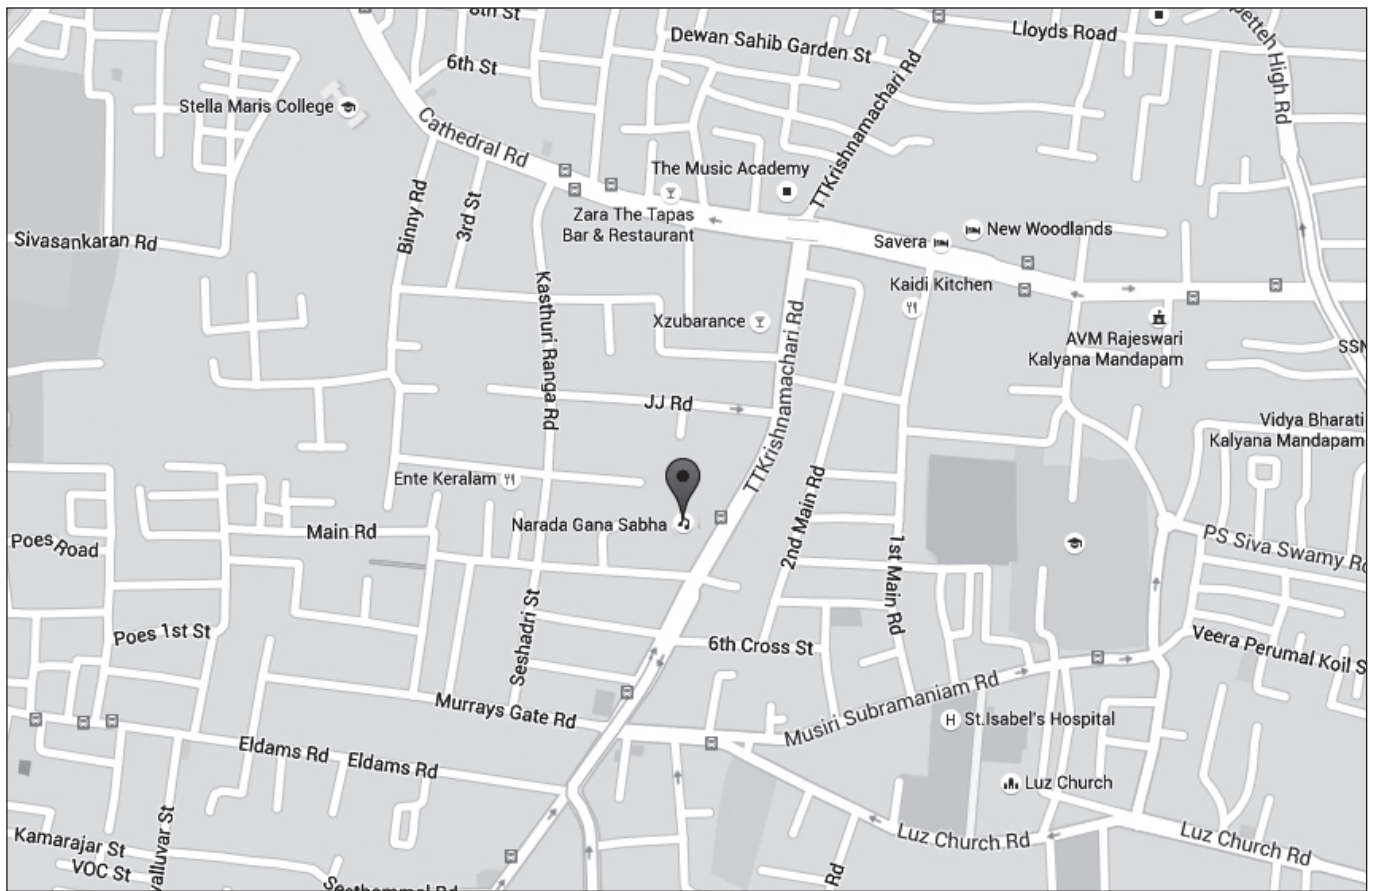 8th St
Dewan Sahib Garden St
Lloyds Road
6th St
TTKrishnamachari Rd
Stella Maris College
Cathedral Rd
The Music Academy
Binny Rd
3rd St
Zara The Tapas
Bar & Restaurant
New Woodlands
Savera
Sivasankaran Rd
Kaidi Kitchen
Kasthuri Ranga Rd
Xzubarance
TTKrishnamachari Rd
AVM Rajeswari
Kalyana Mandapam
High Rd
JJ Rd
Vidya Bharati
Kalyana Mandapam
Ente Keralam
2nd Main Rd
Narada Gana Sabha
Main Rd
Poes Road
1st Main Rd
PS Siva Swamy
Seshadri St
Poes 1st St
6th Cross St
Veera Perumal Koil S
Murrays Gate Rd
Musiri Subramaniam Rd
H
St.Isabel's Hospital
Eldams Rd
Eldams Rd
Luz Church
Kamarajar St
VOC St
Luz Church Rd
Luz Church Rd
Rd